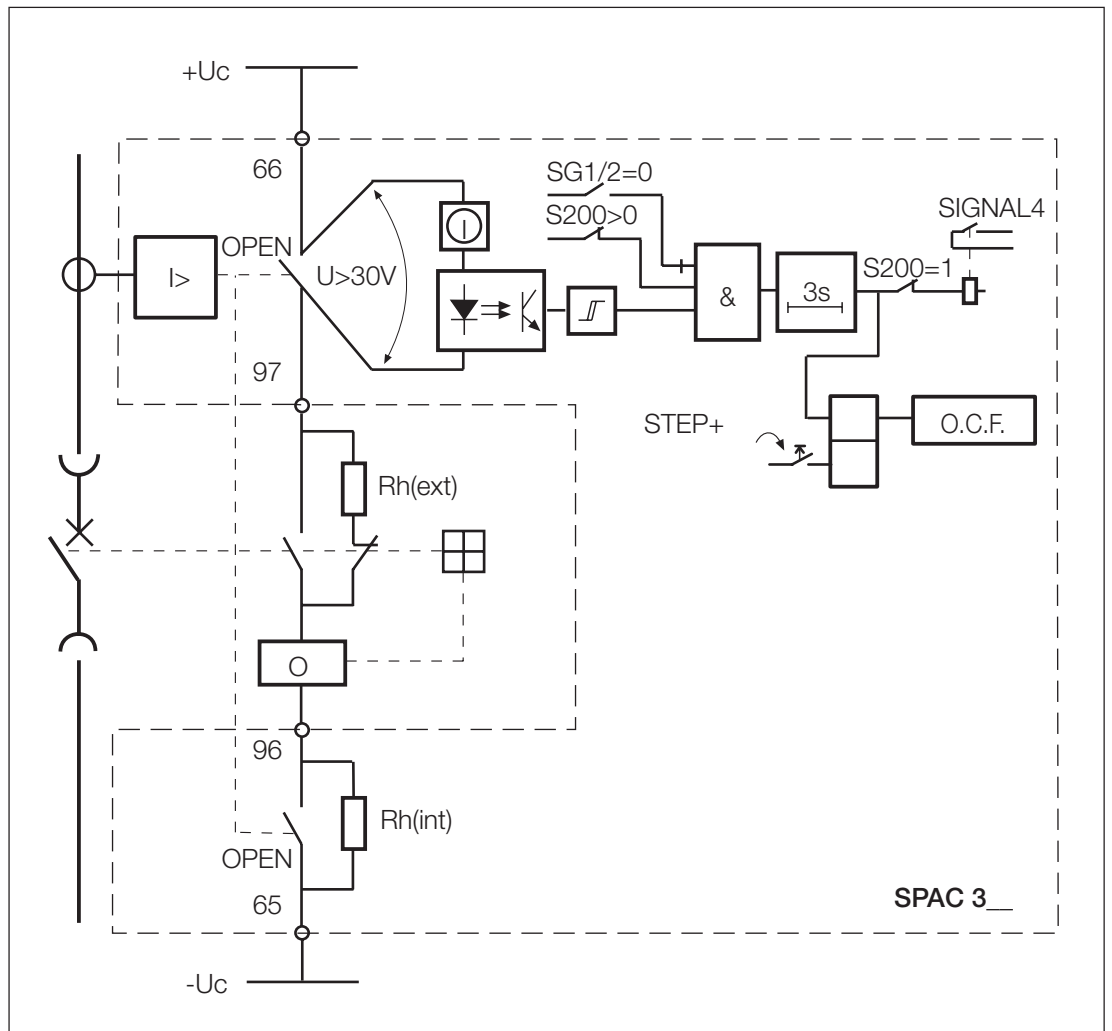 +Uc
66
SG1/2=0
S200>0
SIGNAL4
OPEN
I>
U>30V
I
&
3s
S200=1
97
STEP+
O.C.F.
Rh(ext)
O
96
Rh(int)
OPEN
65
SPAC 3__
-Uc